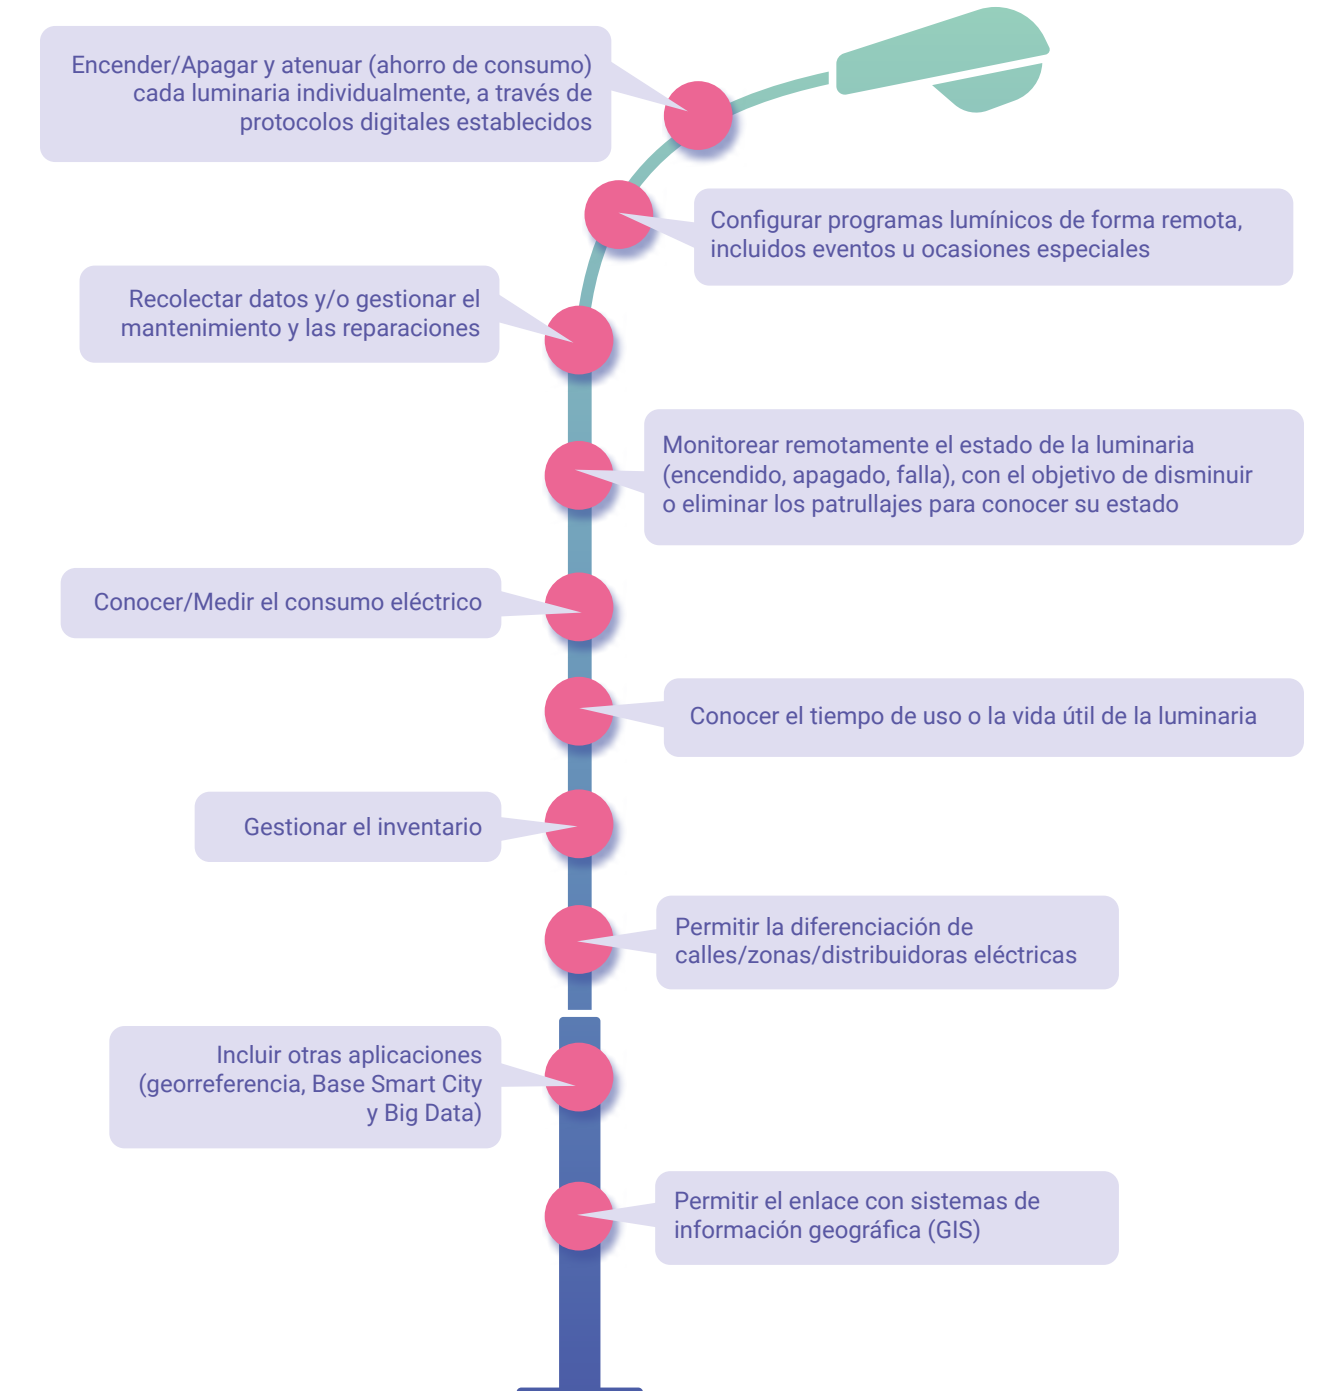 Encender/Apagar y atenuar (ahorro de consumo)
cada luminaria individualmente, a través de
protocolos digitales establecidos
Configurar programas lumínicos de forma remota,
incluidos eventos u ocasiones especiales
Recolectar datos y/o gestionar el
mantenimiento y las reparaciones
Monitorear remotamente el estado de la luminaria
(encendido, apagado, falla), con el objetivo de disminuir
o eliminar los patrullajes para conocer su estado
Conocer/Medir el consumo eléctrico
Conocer el tiempo de uso o la vida útil de la luminaria
Gestionar el inventario
Permitir la diferenciación de
calles/zonas/distribuidoras eléctricas
Incluir otras aplicaciones
(georreferencia, Base Smart City
y Big Data)
Permitir el enlace con sistemas de
información geográfica (GIS)